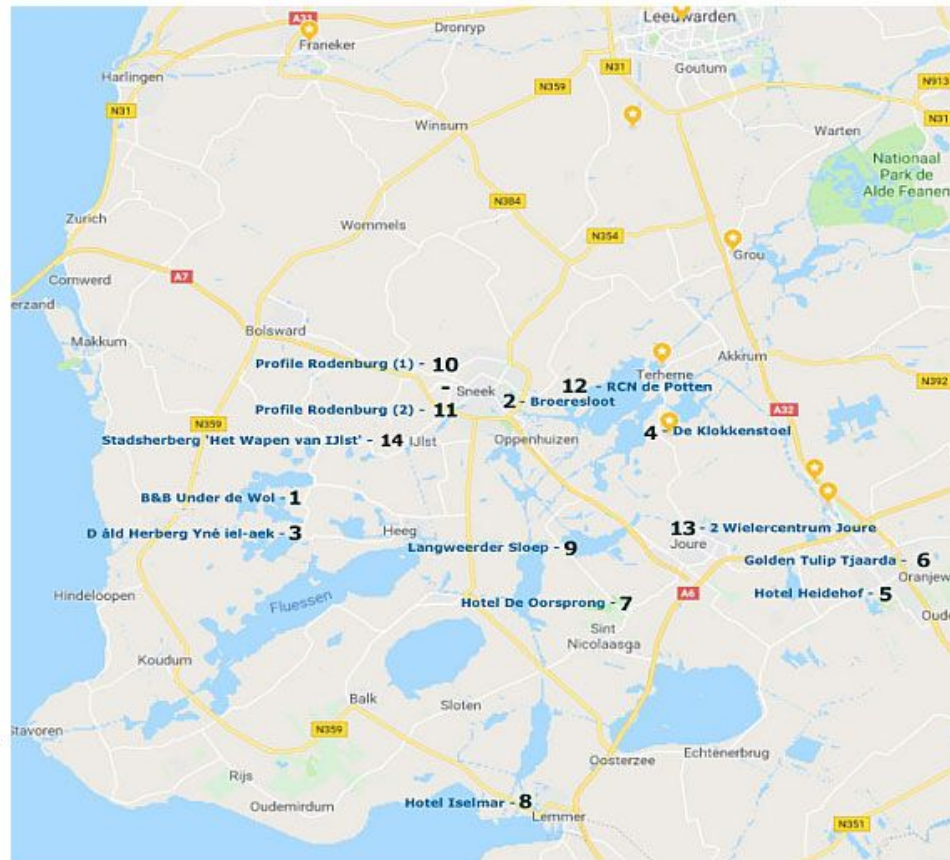 A31
Leeuwarden
Dronryp
Franeker
Goutum
Harlingen
N31
N913
N359
N31
N31
Winsum
Warten
Nationaal
Park de
Alde Feanen
N384
Zurich
Wommels
N354
Grou
A7
Cornwerd
erzand
Bolsward
Makkum
Akkrum
Profile Rodenburg (1) - 10
Terherne
N392
-
Sneek
12 - RCN de Potten
2 - Broeresloot
Profile Rodenburg (2) - 11
A32
N359
4 - De Klokkenstoel
Stadsherberg 'Het Wapen van IJlst' - 14
IJlst
Oppenhuizen
B&B Under de Wol - 1
D âld Herberg Yné iel-aek - 3
Heeg
13 - 2 Wielercentrum Joure
Langweerder Sloep - 9
Joure
Golden Tulip Tjaarda - 6
Oranjew
Hindeloopen
Fluessen
Hotel De Oorsprong - 7
A6
Hotel Heidehof - 5
Oude
Sint
Nicolaasga
Koudum
Balk
Sloten
Stavoren
N359
Echtenerbrug
Oosterzee
Rijs
Oudemirdum
Hotel Iselmar - 8
Lemmer
N351